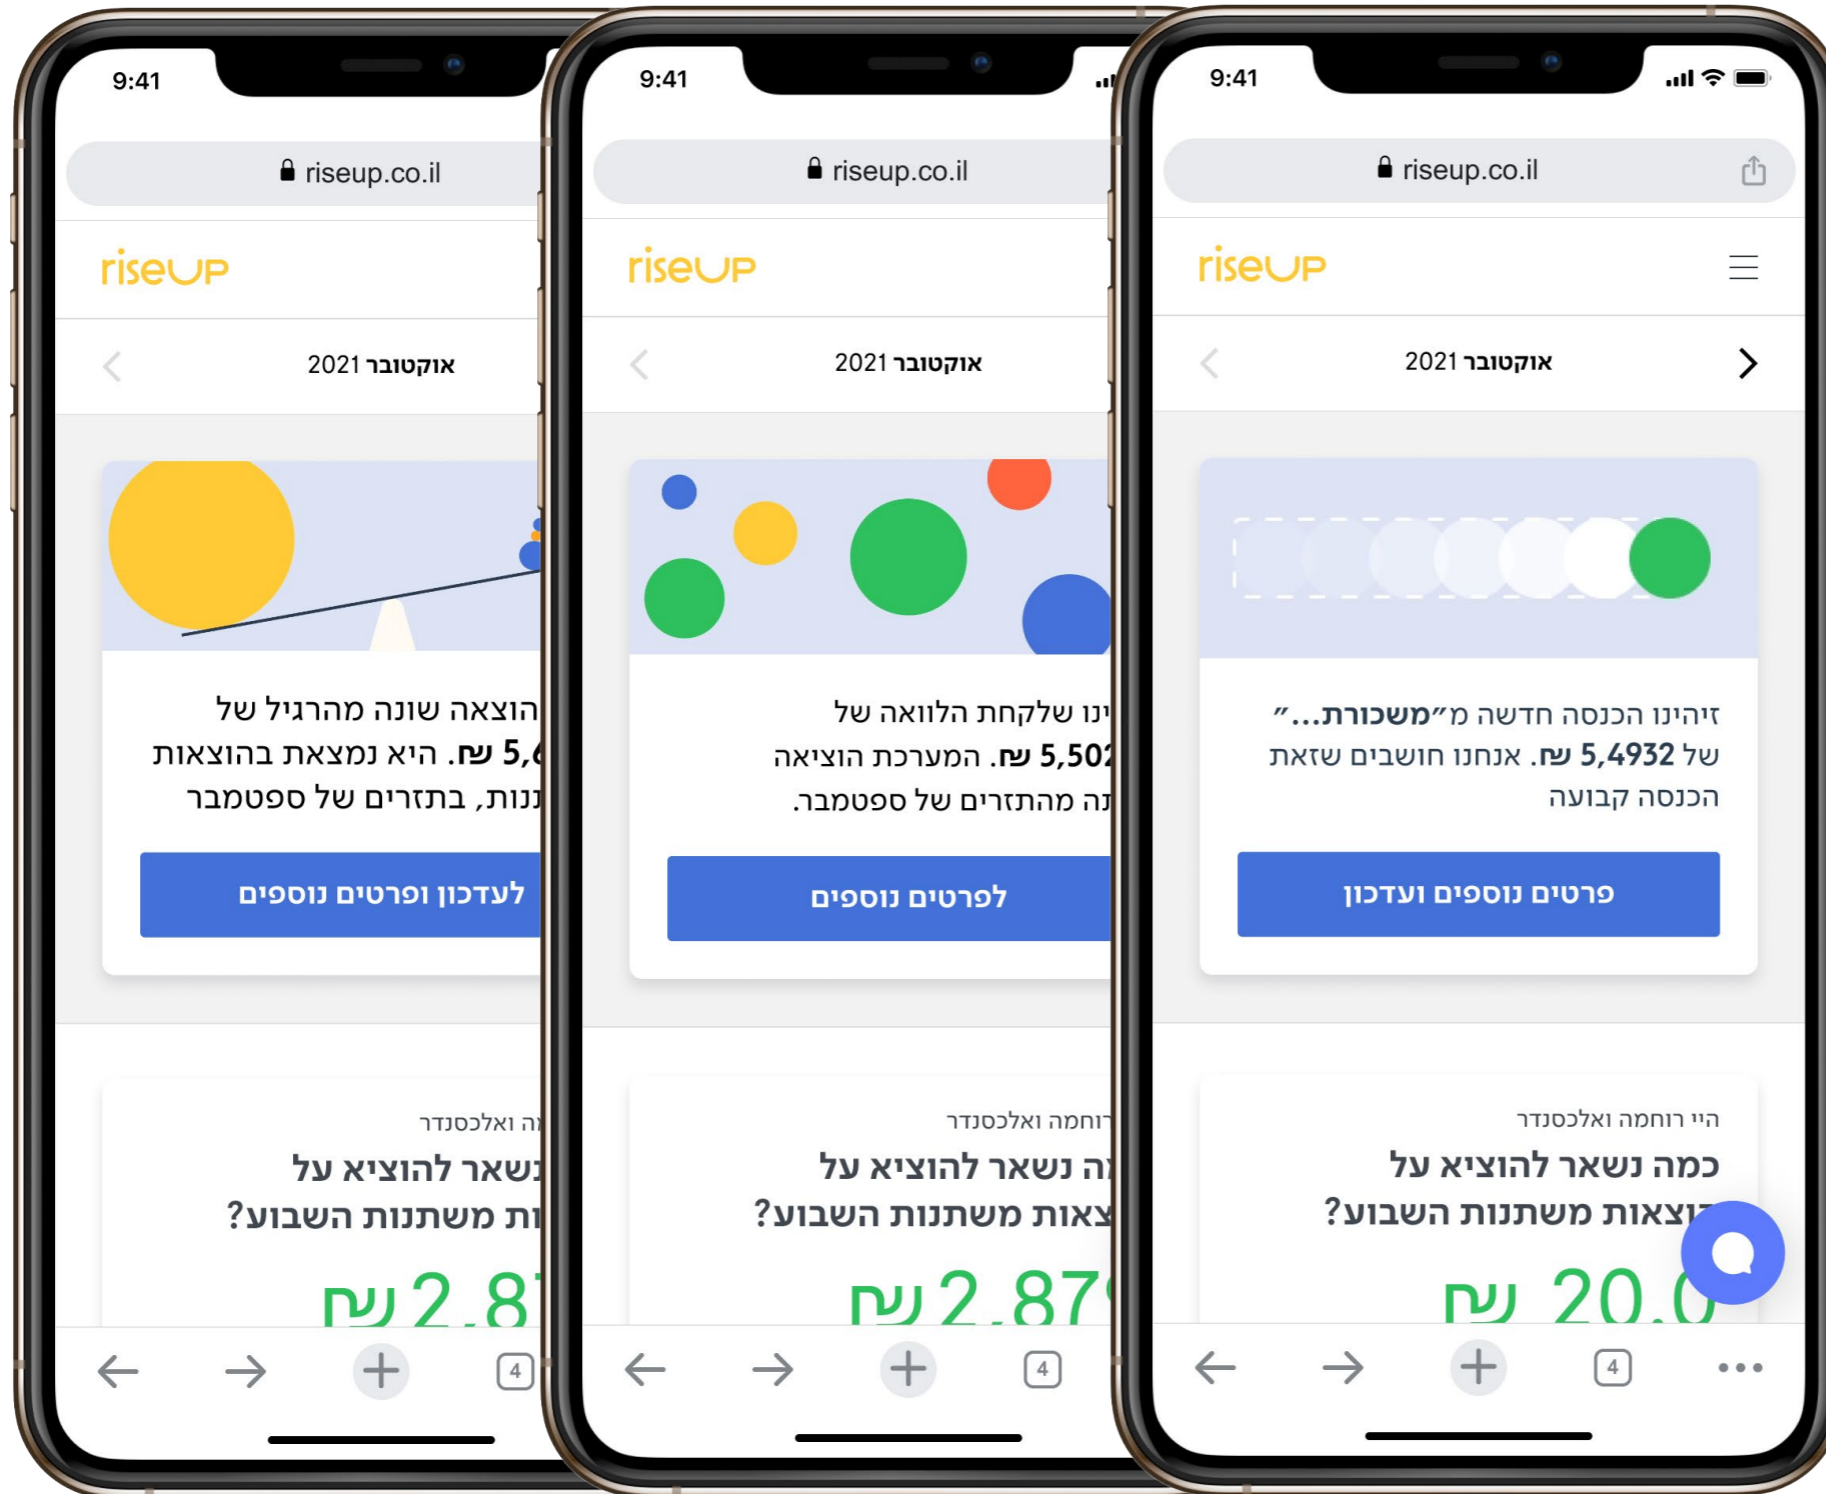 9:41
riseup.co.il
riseUP
אוקטובר 2021
הוצאה שונה מהרגיל של
₪. היא נמצאת בהוצאות
בתזרים של ספטמבר
לעדכון ופרטים נוספים
ואלכסנדר
נשאר להוציא על
משתנות השבוע?
₪
4
9:41
riseup.co.il
riseUP
אוקטובר 2021
שלקחת הלוואה של
₪. המערכת הוציאה
מהתזרים של ספטמבר.
לפרטים נוספים
רוחמה ואלכסנדר
נשאר להוציא על
משתנות השבוע?
₪
4
9:41
riseup.co.il
riseUP
אוקטובר 2021
זיהינו הכנסה חדשה מ״משכורת...״
של 5,4932 ₪. אנחנו חושבים שזאת
הכנסה קבועה
פרטים נוספים ועדכון
היי רוחמה ואלכסנדר
כמה נשאר להוציא על
הוצאות משתנות השבוע?
20.0 ₪
4